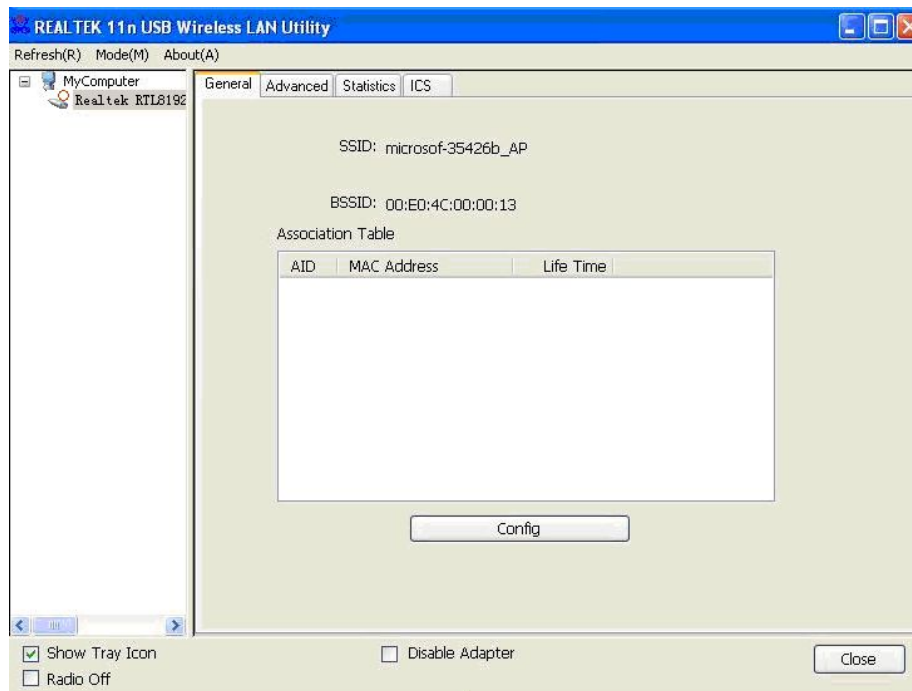 REALTEK 11n USB Wireless LAN Utility
Refresh(R) Mode(M) About(A)
MyComputer
Realtek RTL8192
General Advanced Statistics ICS
SSID: microsof-35426b_AP
BSSID: 00:E0:4C:00:00:13
Association Table
AID MAC Address Life Time
Config
Show Tray Icon
Disable Adapter
Radio Off
Close